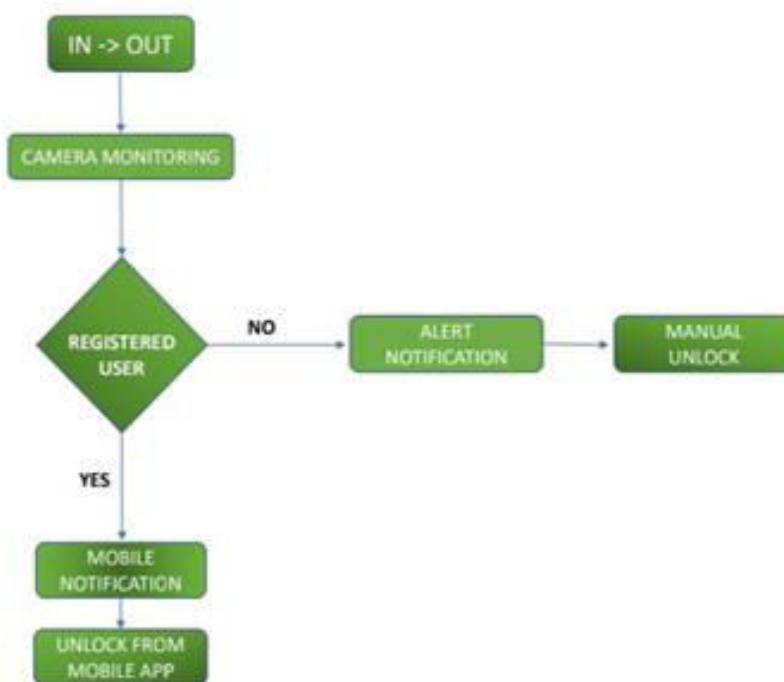 IN -> OUT
CAMERA MONITORING
REGISTERED
USER
NO
ALERT
NOTIFICATION
MANUAL
UNLOCK
YES
MOBILE
NOTIFICATION
UNLOCK FROM
MOBILE APP